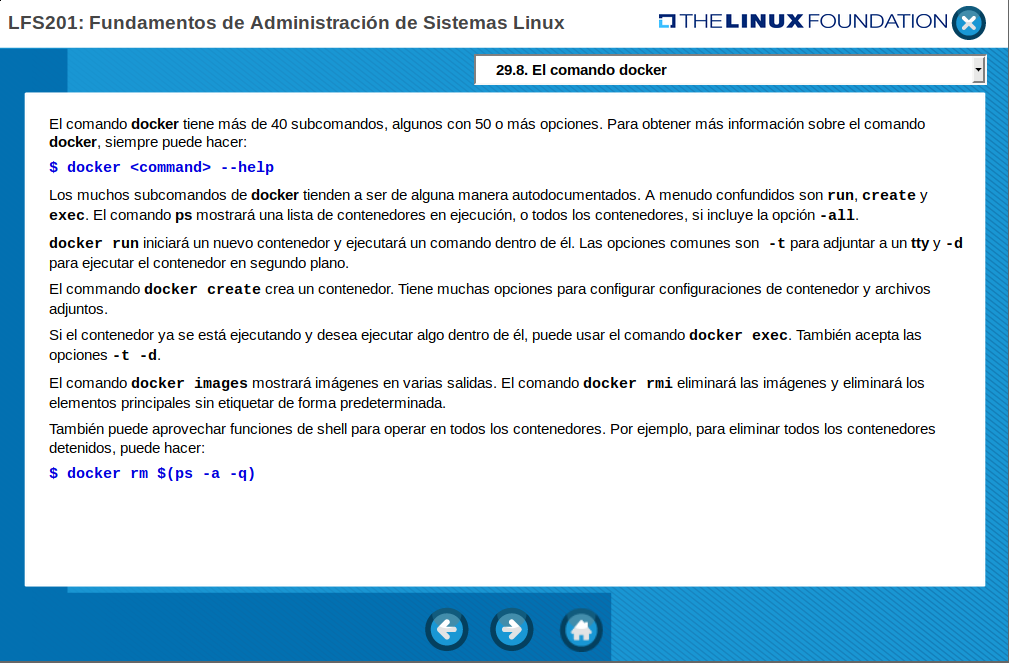 LFS201: Fundamentos de Administración de Sistemas Linux
THE LINUX FOUNDATION
29.8. El comando docker
El comando docker tiene más de 40 subcomandos, algunos con 50 o más opciones. Para obtener más información sobre el comando
docker, siempre puede hacer:
$ docker <command> --help
Los muchos subcomandos de docker tienden a ser de alguna manera autodocumentados. A menudo confundidos son run, create y
exec. El comando ps mostrará una lista de contenedores en ejecución, o todos los contenedores, si incluye la opción -all.
docker run iniciará un nuevo contenedor y ejecutará un comando dentro de él. Las opciones comunes son -t para adjuntar a un tty y -d
para ejecutar el contenedor en segundo plano.
El commando docker create crea un contenedor. Tiene muchas opciones para configurar configuraciones de contenedor y archivos
adjuntos.
Si el contenedor ya se está ejecutando y desea ejecutar algo dentro de él, puede usar el comando docker exec. También acepta las
opciones -t -d.
El comando docker images mostrará imágenes en varias salidas. El comando docker rmi eliminará las imágenes y eliminará los
elementos principales sin etiquetar de forma predeterminada.
También puede aprovechar funciones de shell para operar en todos los contenedores. Por ejemplo, para eliminar todos los contenedores
detenidos, puede hacer:
$ docker rm $(ps -a -q)